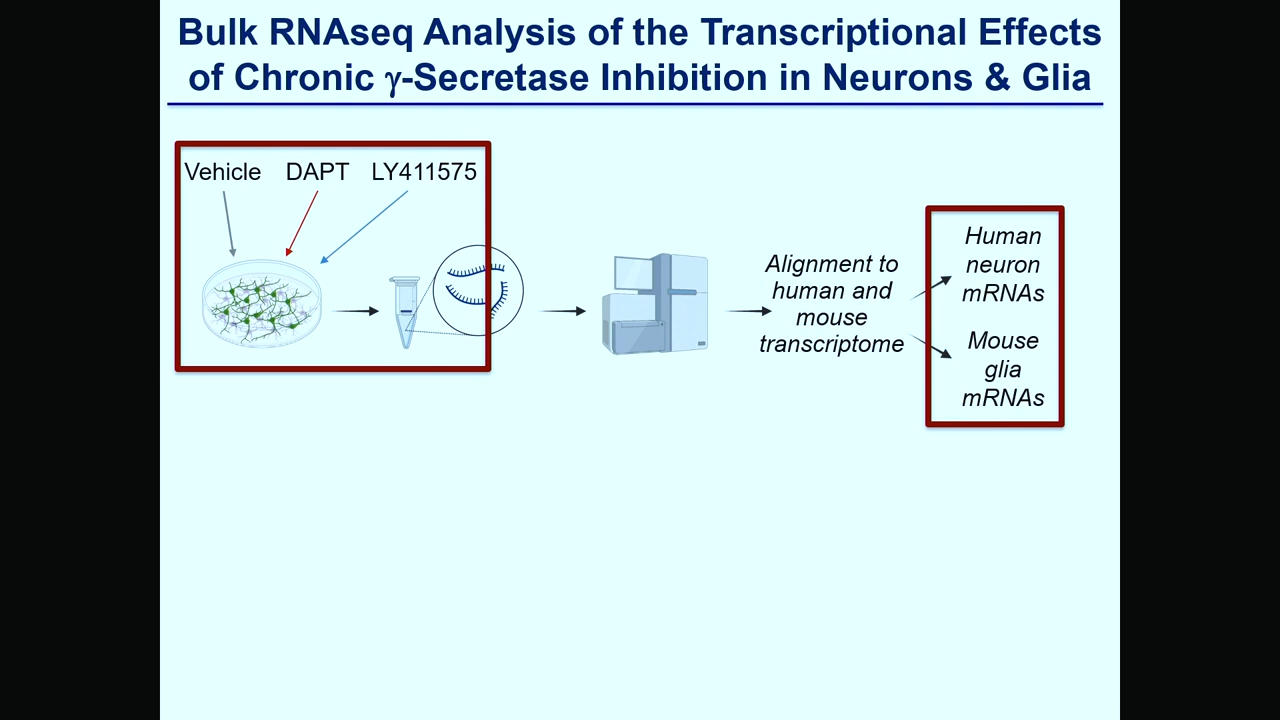 Bulk RNAseq Analysis of the Transcriptional Effects
of Chronic γ-Secretase Inhibition in Neurons & Glia
Vehicle DAPT LY411575
Alignment to
human and
mouse
transcriptome
Human
neuron
mRNAs
Mouse
glia
mRNAs